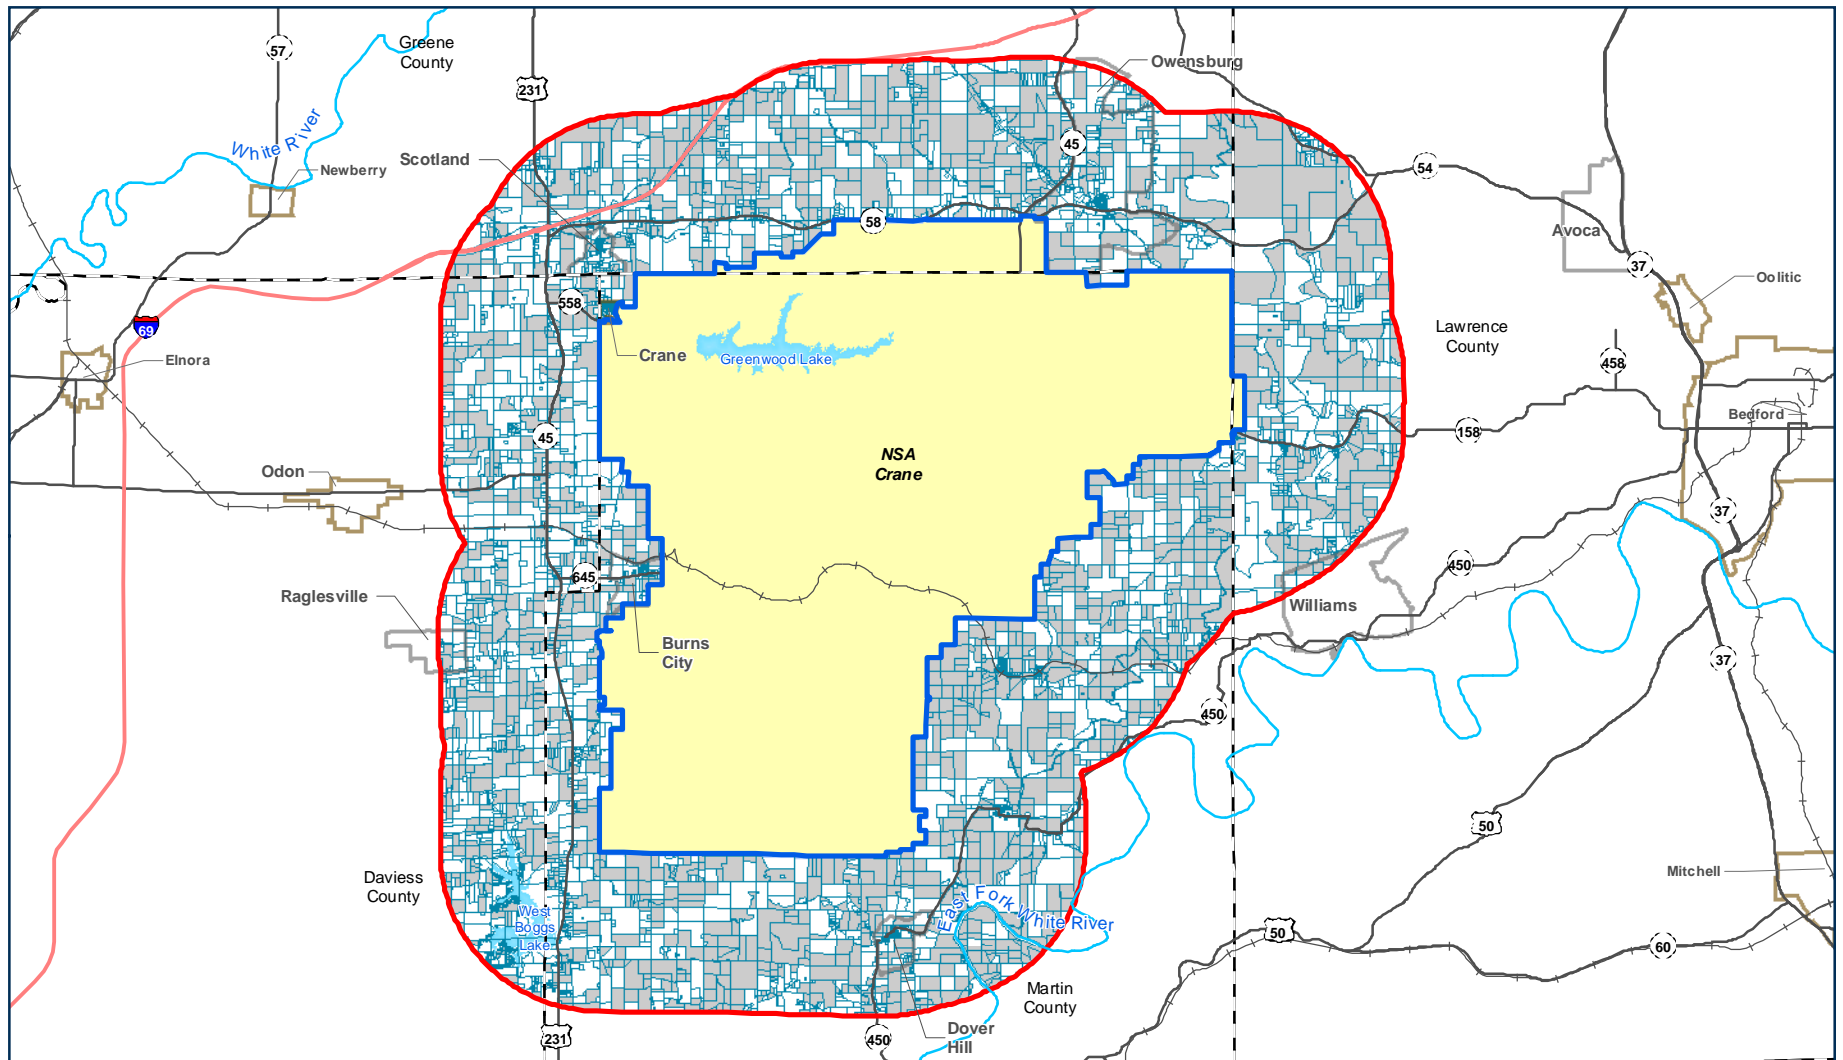 Greene
County
57
231
Owensburg
White River
Scotland
45
54
Newberry
58
Avoca
37
Oolitic
69
558
Lawrence
County
Elnora
Crane
Greenwood Lake
458
Bedford
45
158
NSA
Crane
Odon
37
645
450
Raglesville
Williams
Burns
City
37
450
50
Daviess
County
Mitchell
West
Boggs
Lake
East Fork White River
50
60
Martin
County
231
450
Dover
Hill